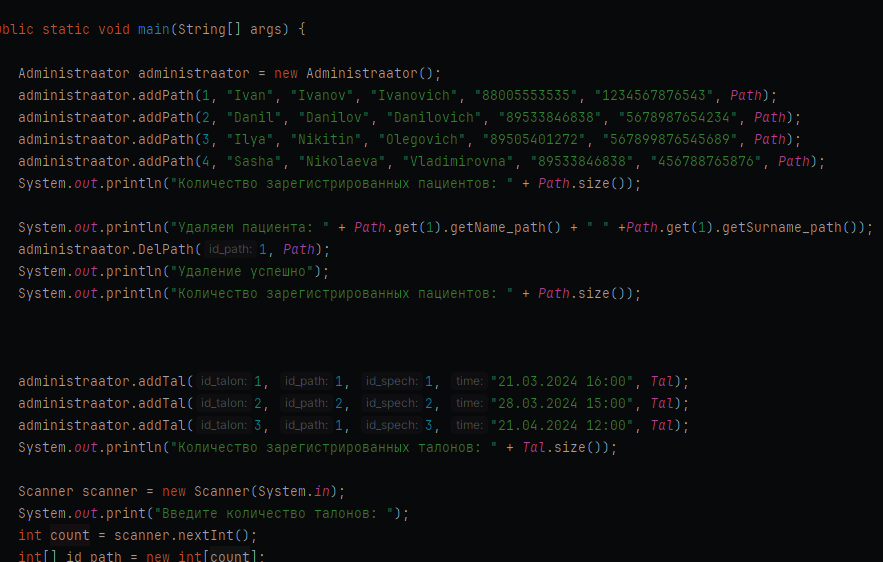 ublic static void main(String[] args) {
Administraator administraator = new Administraator();
administraator.addPath(1, "Ivan", "Ivanov", "Ivanovich", "88005553535", "1234567876543", Path);
administraator.addPath(2, "Danil", "Danilov", "Danilovich", "89533846838", "5678987654234", Path);
administraator.addPath(3, "Ilya", "Nikitin", "Olegovich", "89505401272", "567899876545689", Path);
administraator.addPath(4, "Sasha", "Nikolaeva", "Vladimirovna", "89533846838", "456788765876", Path);
System.out.println("Количество зарегистрированных пациентов: " + Path.size());
System.out.println("Удаляем пациента: " + Path.get(1).getName_path() + " " +Path.get(1).getSurname_path());
administraator.DelPath( id_path: 1, Path);
System.out.println("Удаление успешно");
System.out.println("Количество зарегистрированных пациентов: " + Path.size());
administraator.addTal( id_talon: 1, id_path: 1, id_spech: 1, time: "21.03.2024 16:00", Tal);
administraator.addTal( id_talon: 2, id_path: 2, id_spech: 2, time: "28.03.2024 15:00", Tal);
administraator.addTal( id_talon: 3, id_path: 1, id_spech: 3, time: "21.04.2024 12:00", Tal);
System.out.println("Количество зарегистрированных талонов: " + Tal.size());
Scanner scanner = new Scanner(System.in);
System.out.print("Введите количество талонов: ");
int count = scanner.nextInt();
int[] id_path = new int[count];